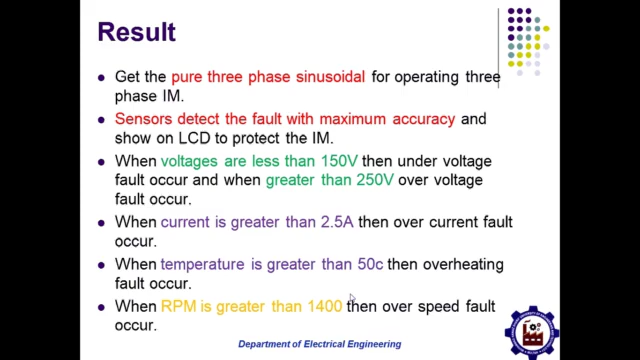 Result
Get the pure three phase sinusoidal for operating three
phase IM.
Sensors detect the fault with maximum accuracy and
show on LCD to protect the IM.
When voltages are less than 150V then under voltage
fault occur and when greater than 250V over voltage
fault occur.
When current is greater than 2.5A then over current fault
occur.
When temperature is greater than 50c then overheating
fault occur.
When RPM is greater than 1400 then over speed fault
occur.
Department of Electrical Engineering